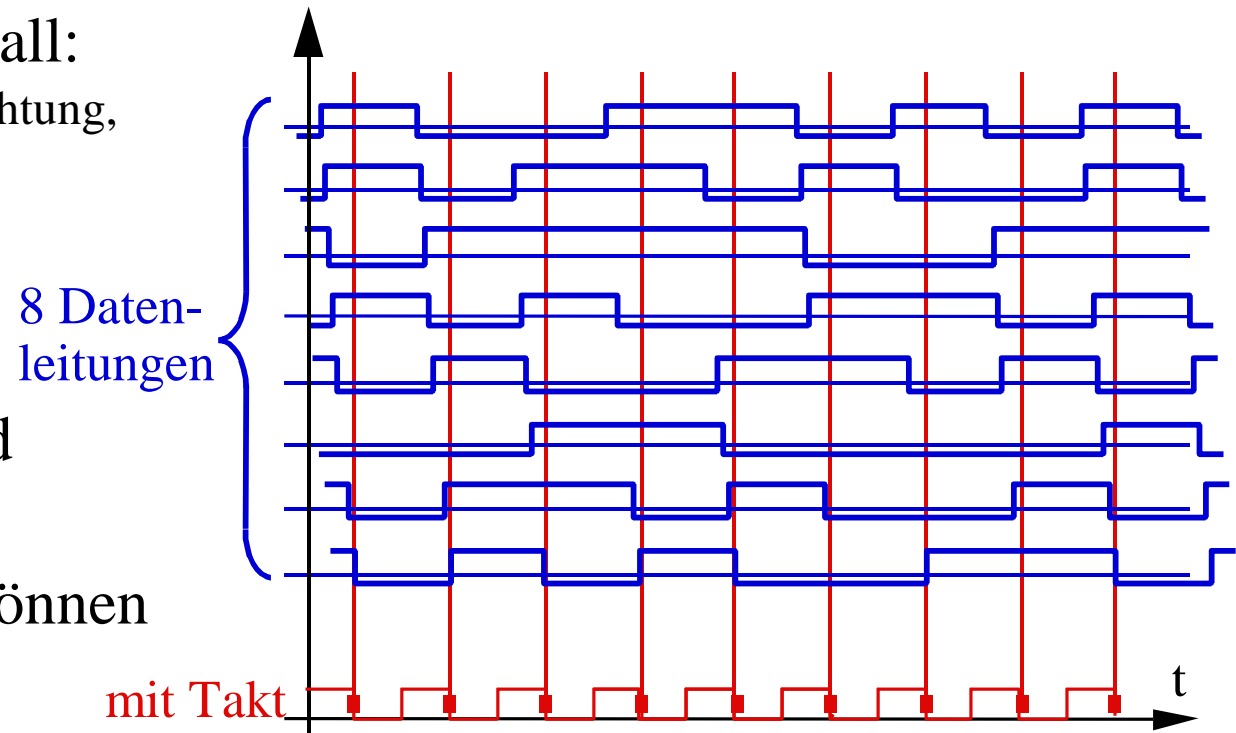 all:
htung,
8 Daten-
leitungen
d
önnen
mit Takt
t